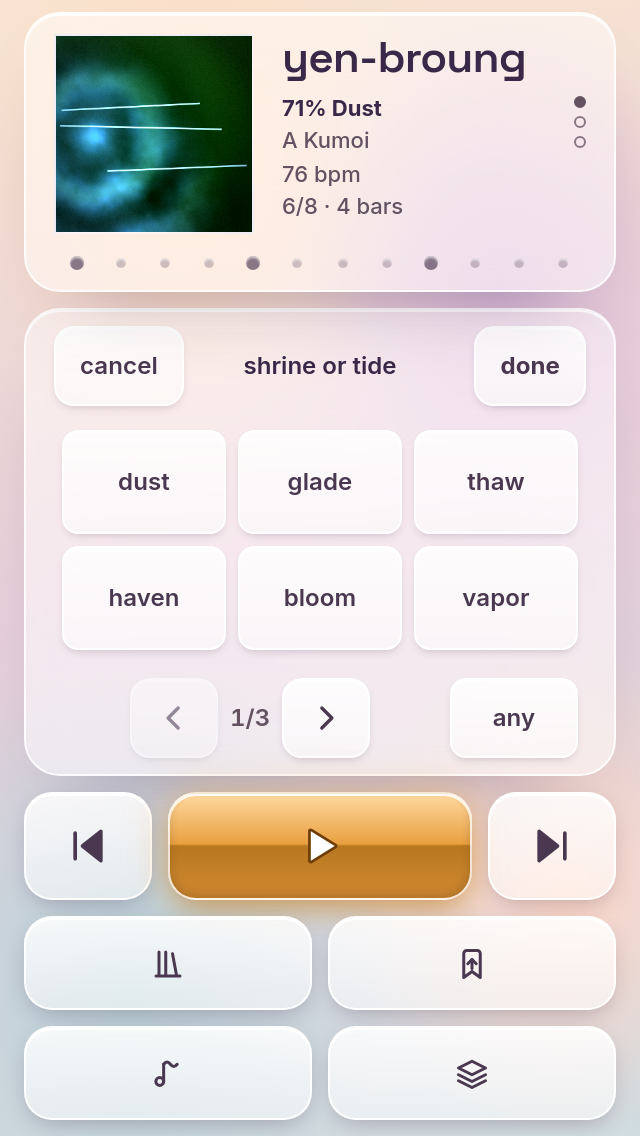 yen-broung
71% Dust
A Kumoi
76 bpm
6/8 · 4 bars
cancel
shrine or tide
done
dust
glade
thaw
haven
bloom
vapor
1/3
any